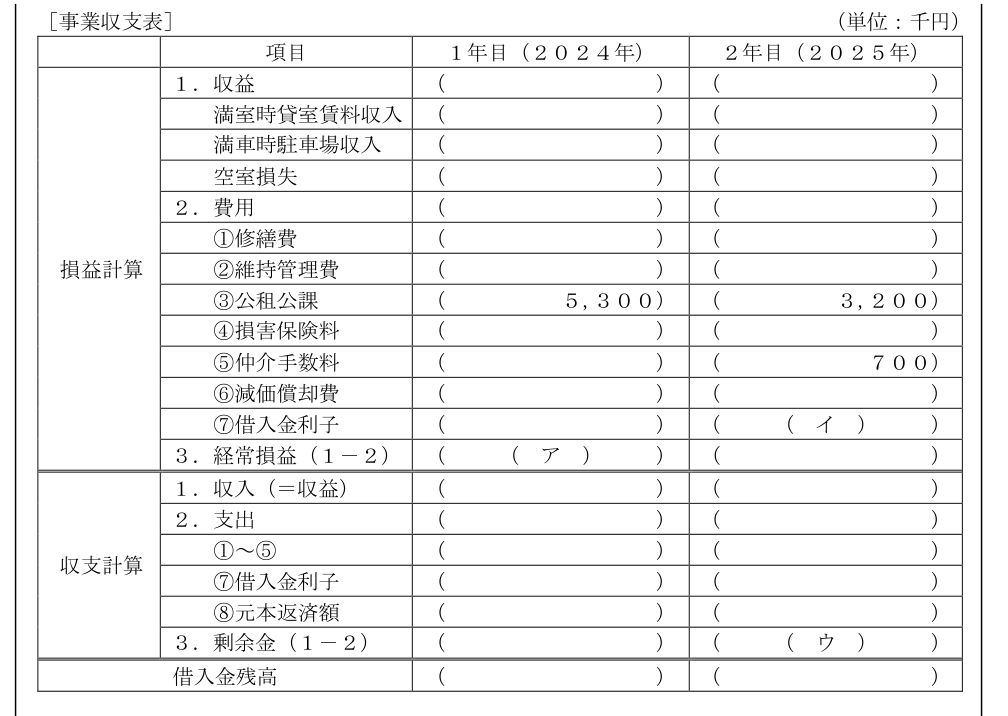 ［事業収支表］ （単位：千円）
項目 １年目（２０２４年） ２年目（２０２５年）
損益計算
１．収益 （ ） （ ）
満室時貸室賃料収入 （ ） （ ）
満車時駐車場収入 （ ） （ ）
空室損失 （ ） （ ）
２．費用 （ ） （ ）
①修繕費 （ ） （ ）
②維持管理費 （ ） （ ）
③公租公課 （ ５,３００） （ ３,２００）
④損害保険料 （ ） （ ）
⑤仲介手数料 （ ） （ ７００）
⑥減価償却費 （ ） （ ）
⑦借入金利子 （ ） （ （ イ ） ）
３．経常損益（１－２） （ （ ア ） ） （ ）
収支計算
１．収入（＝収益） （ ） （ ）
２．支出 （ ） （ ）
①～⑤ （ ） （ ）
⑦借入金利子 （ ） （ ）
⑧元本返済額 （ ） （ ）
３．剰余金（１－２） （ ） （ （ ウ ） ）
借入金残高 （ ） （ ）